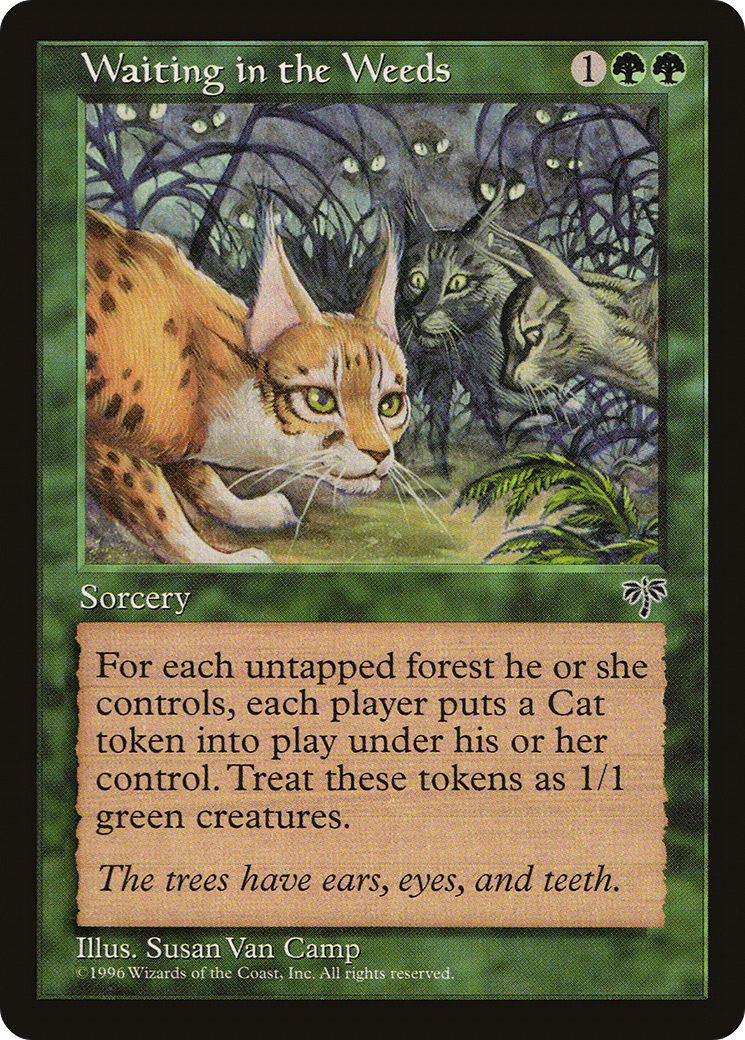 Waiting in the Weeds 1
Sorcery
For each untapped forest he or she
controls, each player puts a Cat
token into play under his or her
control. Treat these tokens as 1/1
green creatures.
The trees have ears, eyes, and teeth.
Illus. Susan Van Camp
©1996 Wizards of the Coast, Inc. All rights reserved.